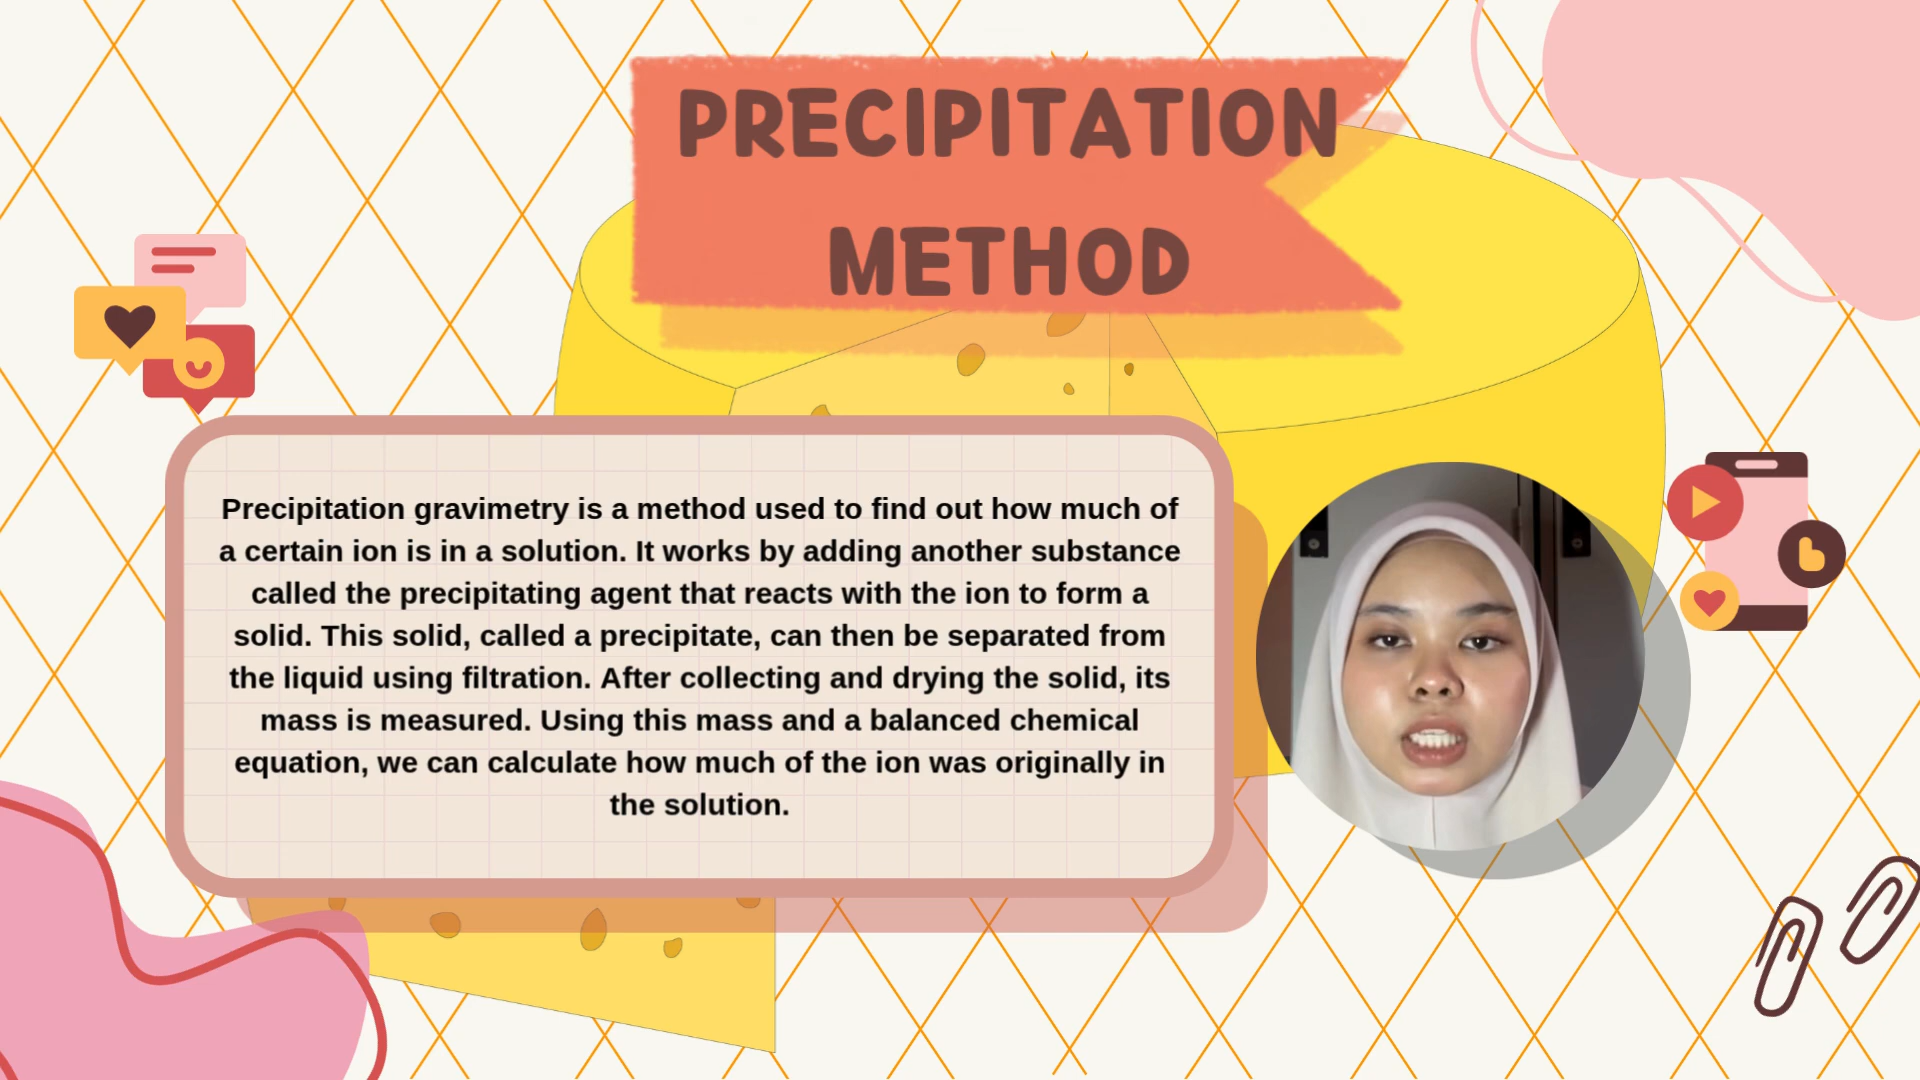 PRECIPITATION
METHOD
Precipitation gravimetry is a method used to find out how much of
a certain ion is in a solution. It works by adding another substance
called the precipitating agent that reacts with the ion to form a
solid. This solid, called a precipitate, can then be separated from
the liquid using filtration. After collecting and drying the solid, its
mass is measured. Using this mass and a balanced chemical
equation, we can calculate how much of the ion was originally in
the solution.